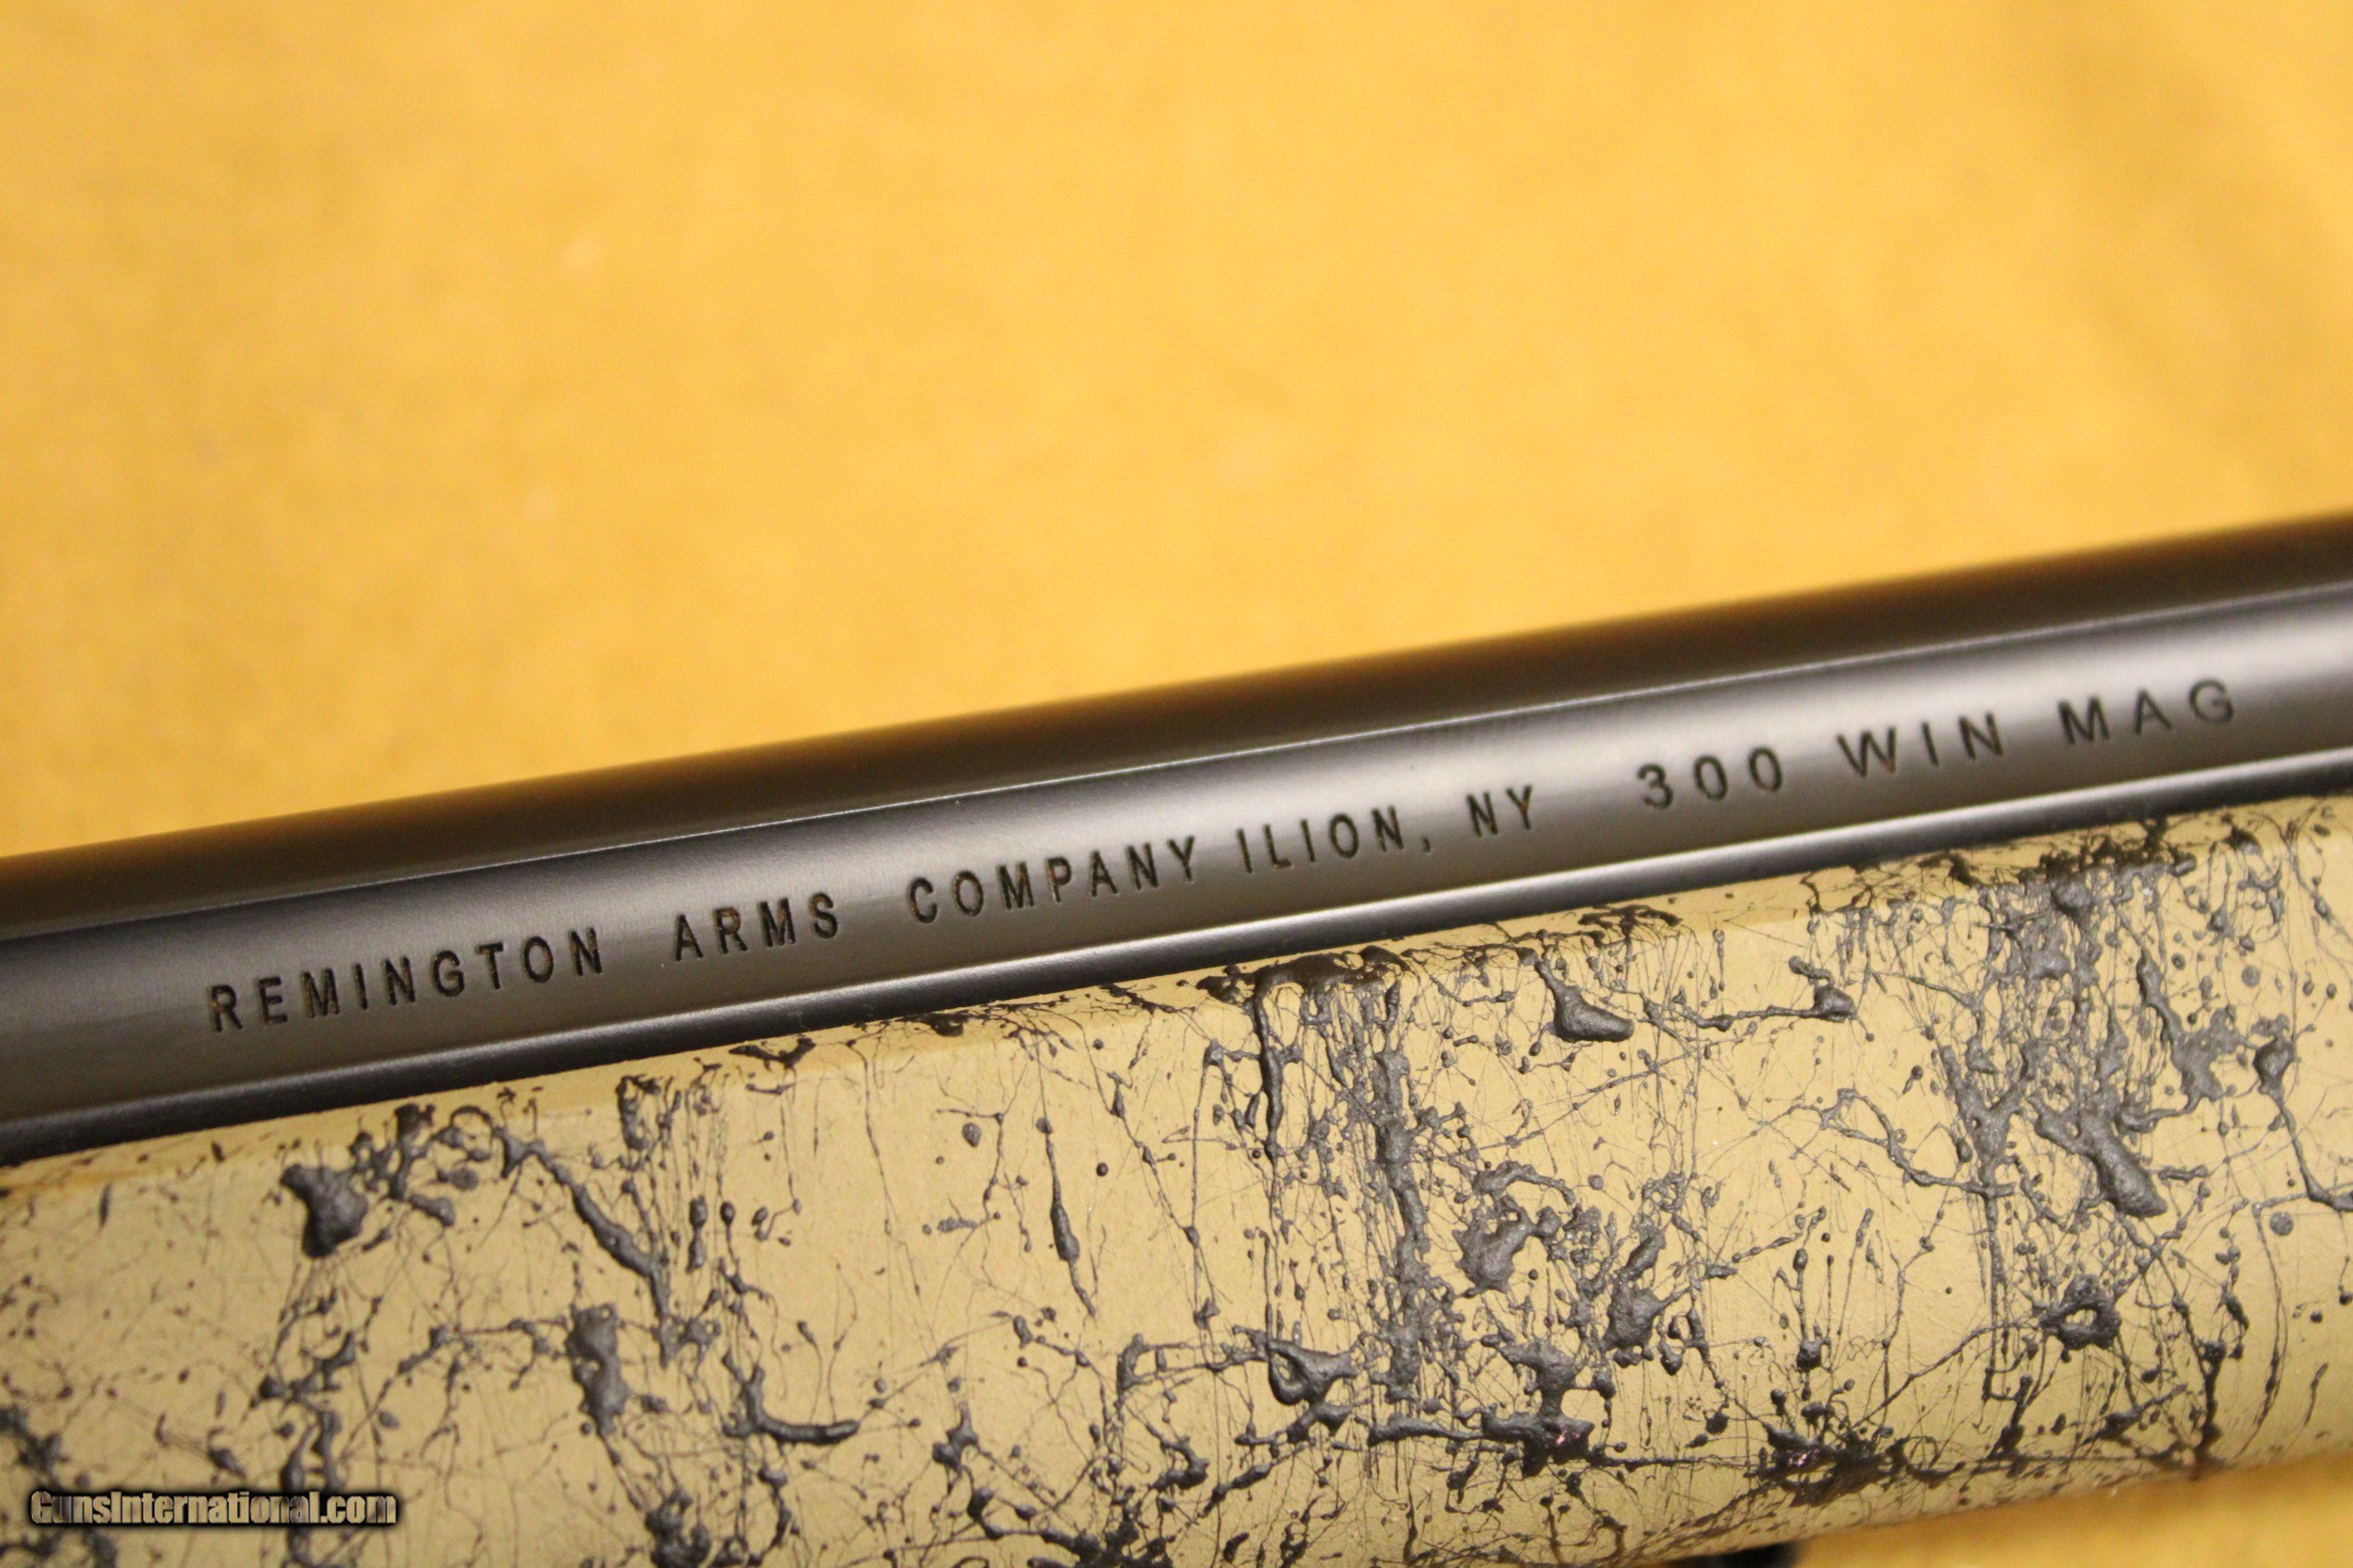 REMINGTON ARMS COMPANY ILION, NY 300 WIN MAG
GunsInternational.com